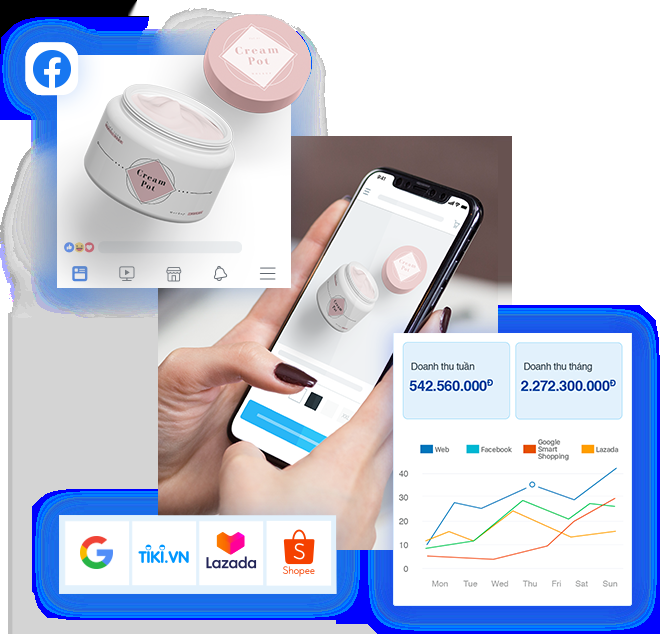 Cream
Pot
Cream
Pot
9:41
Cream
Pot
Doanh thu tuần
542.560.000Đ
Doanh thu tháng
2.272.300.000Đ
Web
Facebook
Google
Smart
Shopping
Lazada
40
30
20
10
0
Mon
Tue
Wed
Thu
Fri
Sat
Sun
G
TIKI.VN
Lazada
S
Shopee